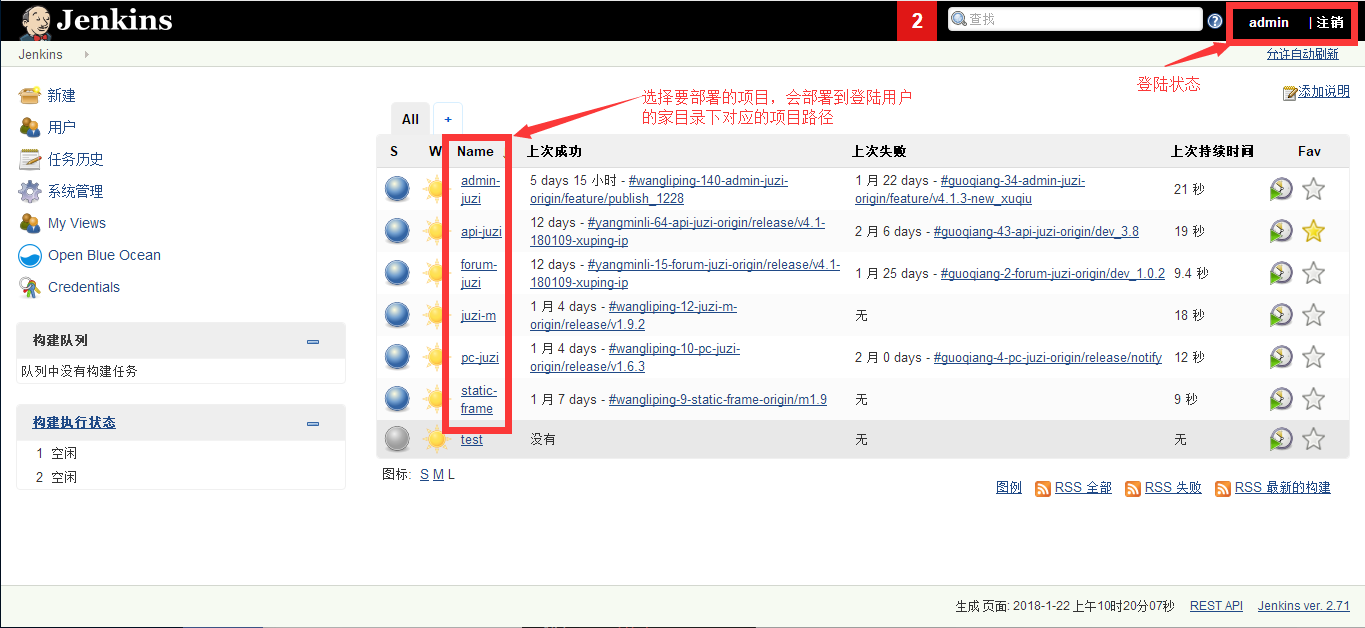 Jenkins
2
查找
admin | 注销
Jenkins
允许自动刷新
登陆状态
添加说明
新建
用户
任务历史
系统管理
My Views
Open Blue Ocean
Credentials
构建队列
队列中没有构建任务
构建执行状态
1 空闲
2 空闲
选择要部署的项目，会部署到登陆用户
的家目录下对应的项目路径
All +
S W Name 上次成功 上次失败 上次持续时间 Fav
admin-
juzi
5 days 15 小时 - #wangliping-140-admin-juzi-
origin/feature/publish_1228
1 月 22 days - #guoqiang-34-admin-juzi-
origin/feature/v4.1.3-new_xuqiu
21 秒
api-juzi
12 days - #yangminli-64-api-juzi-origin/release/v4.1-
180109-xuping-ip
2 月 6 days - #guoqiang-43-api-juzi-origin/dev_3.8
19 秒
forum-
juzi
12 days - #yangminli-15-forum-juzi-origin/release/v4.1-
180109-xuping-ip
1 月 25 days - #guoqiang-2-forum-juzi-origin/dev_1.0.2
9.4 秒
juzi-m
1 月 4 days - #wangliping-12-juzi-m-
origin/release/v1.9.2
无
18 秒
pc-juzi
1 月 4 days - #wangliping-10-pc-juzi-
origin/release/v1.6.3
2 月 0 days - #guoqiang-4-pc-juzi-origin/release/notify
12 秒
static-
frame
1 月 7 days - #wangliping-9-static-frame-origin/m1.9
无
9 秒
test 没有 无 无
图标: S M L
图例 RSS 全部 RSS 失败 RSS 最新的构建
生成页面: 2018-1-22 上午10时20分07秒 REST API Jenkins ver. 2.71